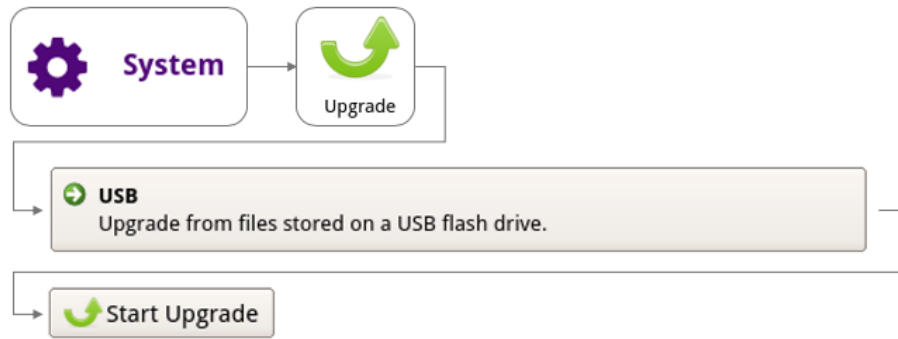 System
Upgrade
USB
Upgrade from files stored on a USB flash drive.
Start Upgrade